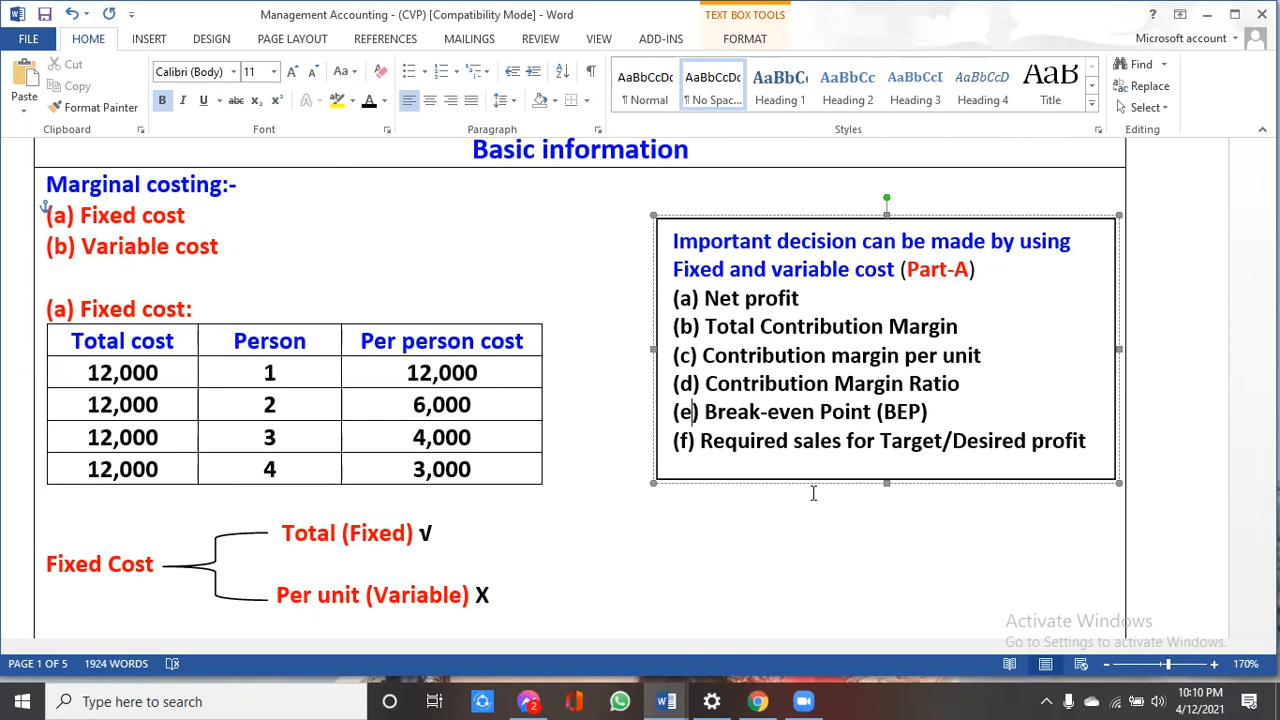 Management Accounting - (CVP) [Compatibility Mode] - Word
TEXT BOX TOOLS
FILE
HOME
INSERT
DESIGN
PAGE LAYOUT
REFERENCES
MAILINGS
REVIEW
VIEW
ADD-INS
FORMAT
Microsoft account
Paste
Cut
Copy
Format Painter
Clipboard
Calibri (Body)
11
Font
Paragraph
AaBbCcDc
¶ Normal
AaBbCcDc
¶ No Spac...
AaBbCc
Heading
AaBbCcC
Heading 2
AaBbCcI
Heading 3
AaBbCcD
Heading 4
AaB
Title
Styles
Find
Replace
Select
Editing
Basic information
Marginal costing:-
(a) Fixed cost
(b) Variable cost
(a) Fixed cost:
Total cost Person Per person cost
12,000 1 12,000
12,000 2 6,000
12,000 3 4,000
12,000 4 3,000
Fixed Cost
Total (Fixed) √
Per unit (Variable) X
Important decision can be made by using
Fixed and variable cost (Part-A)
(a) Net profit
(b) Total Contribution Margin
(c) Contribution margin per unit
(d) Contribution Margin Ratio
(e) Break-even Point (BEP)
(f) Required sales for Target/Desired profit
Activate Windows
Go to Settings to activate Windows.
PAGE 1 OF 5
1924 WORDS
170%
Type here to search
2
10:10 PM
4/12/2021